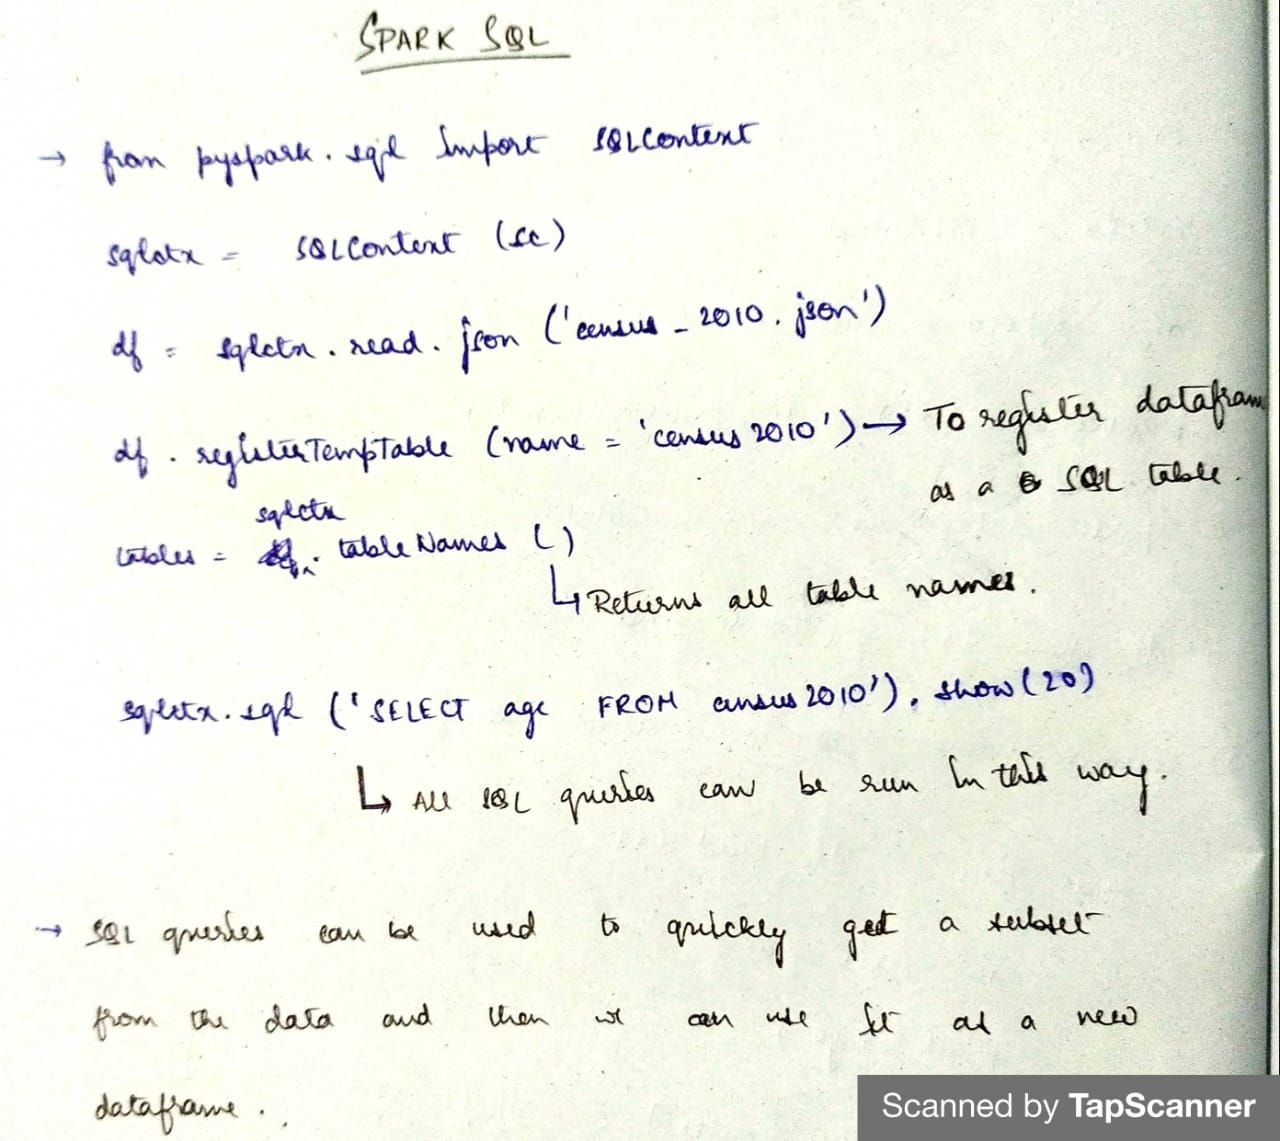 SPARK SQL
→ from pyspark.sql import SQLContext
sqlctx = SQLContext (sc)
df = sqlctx.read.json ('census_2010.json')
df.registerTempTable (name = 'census2010') → To register datafram
as a SQL table.
sqlctx
tables = . tableNames ()
↳ Returns all table names.
sqlctx.sql ('SELECT age FROM census2010').show(20)
↳ All SQL queries can be run in this way.
→ SQL queries can be used to quickly get a subset
from the data and then we can use it as a new
dataframe.
Scanned by TapScanner